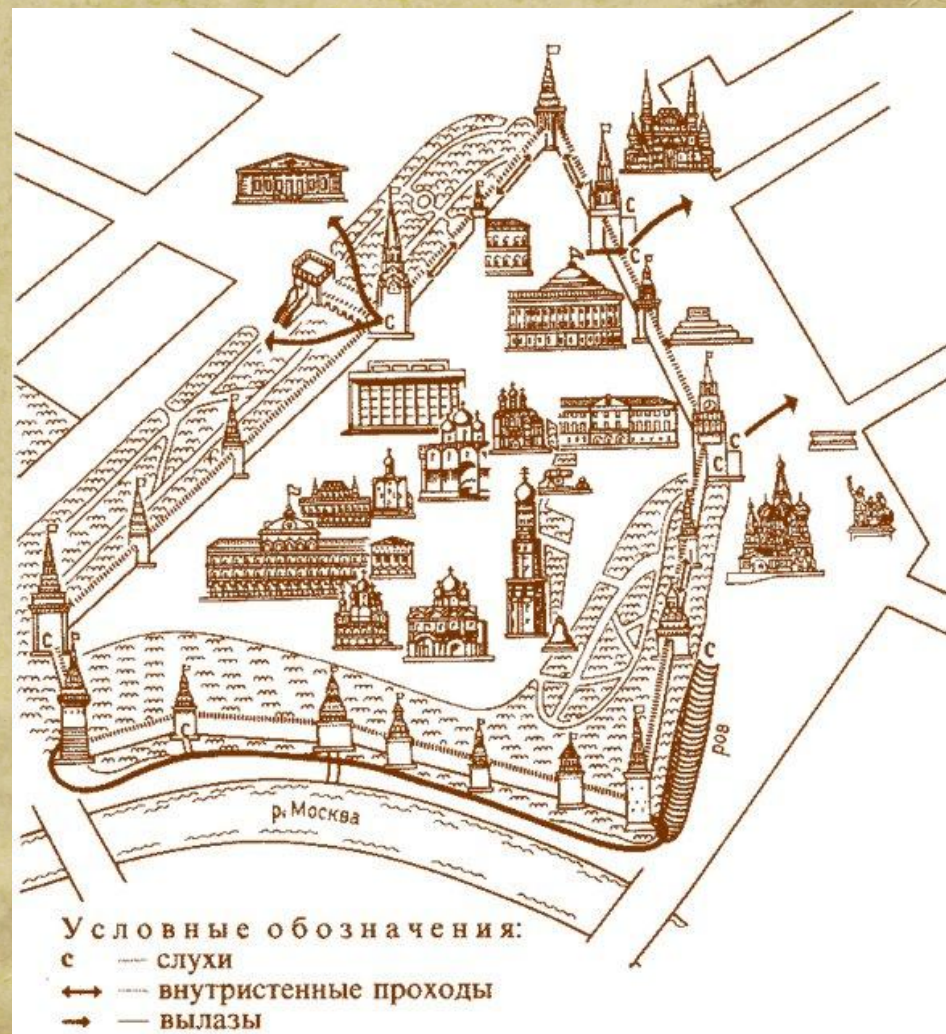 С
С
С
С
С
С
С
С
ров
р. Москва
Условные обозначения:
с — слухи
↔ — внутристенные проходы
→ — вылазы